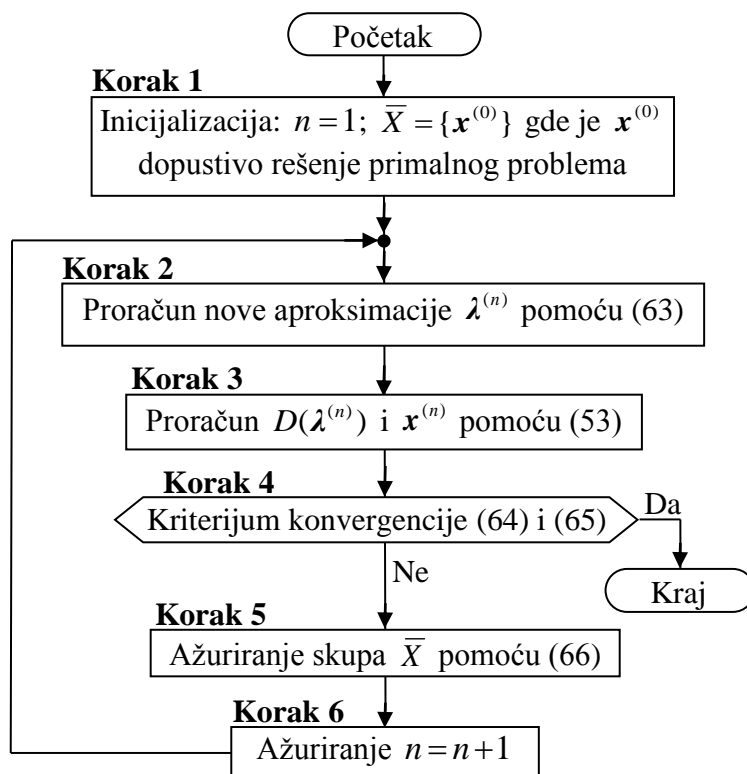 Početak
Korak 1
Inicijalizacija: n = 1; X̅ = {x⁽⁰⁾} gde je x⁽⁰⁾
dopustivo rešenje primalnog problema
Korak 2
Proračun nove aproksimacije λ⁽ⁿ⁾ pomoću (63)
Korak 3
Proračun D(λ⁽ⁿ⁾) i x⁽ⁿ⁾ pomoću (53)
Korak 4
Kriterijum konvergencije (64) i (65)
Da
Ne
Kraj
Korak 5
Ažuriranje skupa X̅ pomoću (66)
Korak 6
Ažuriranje n = n+1